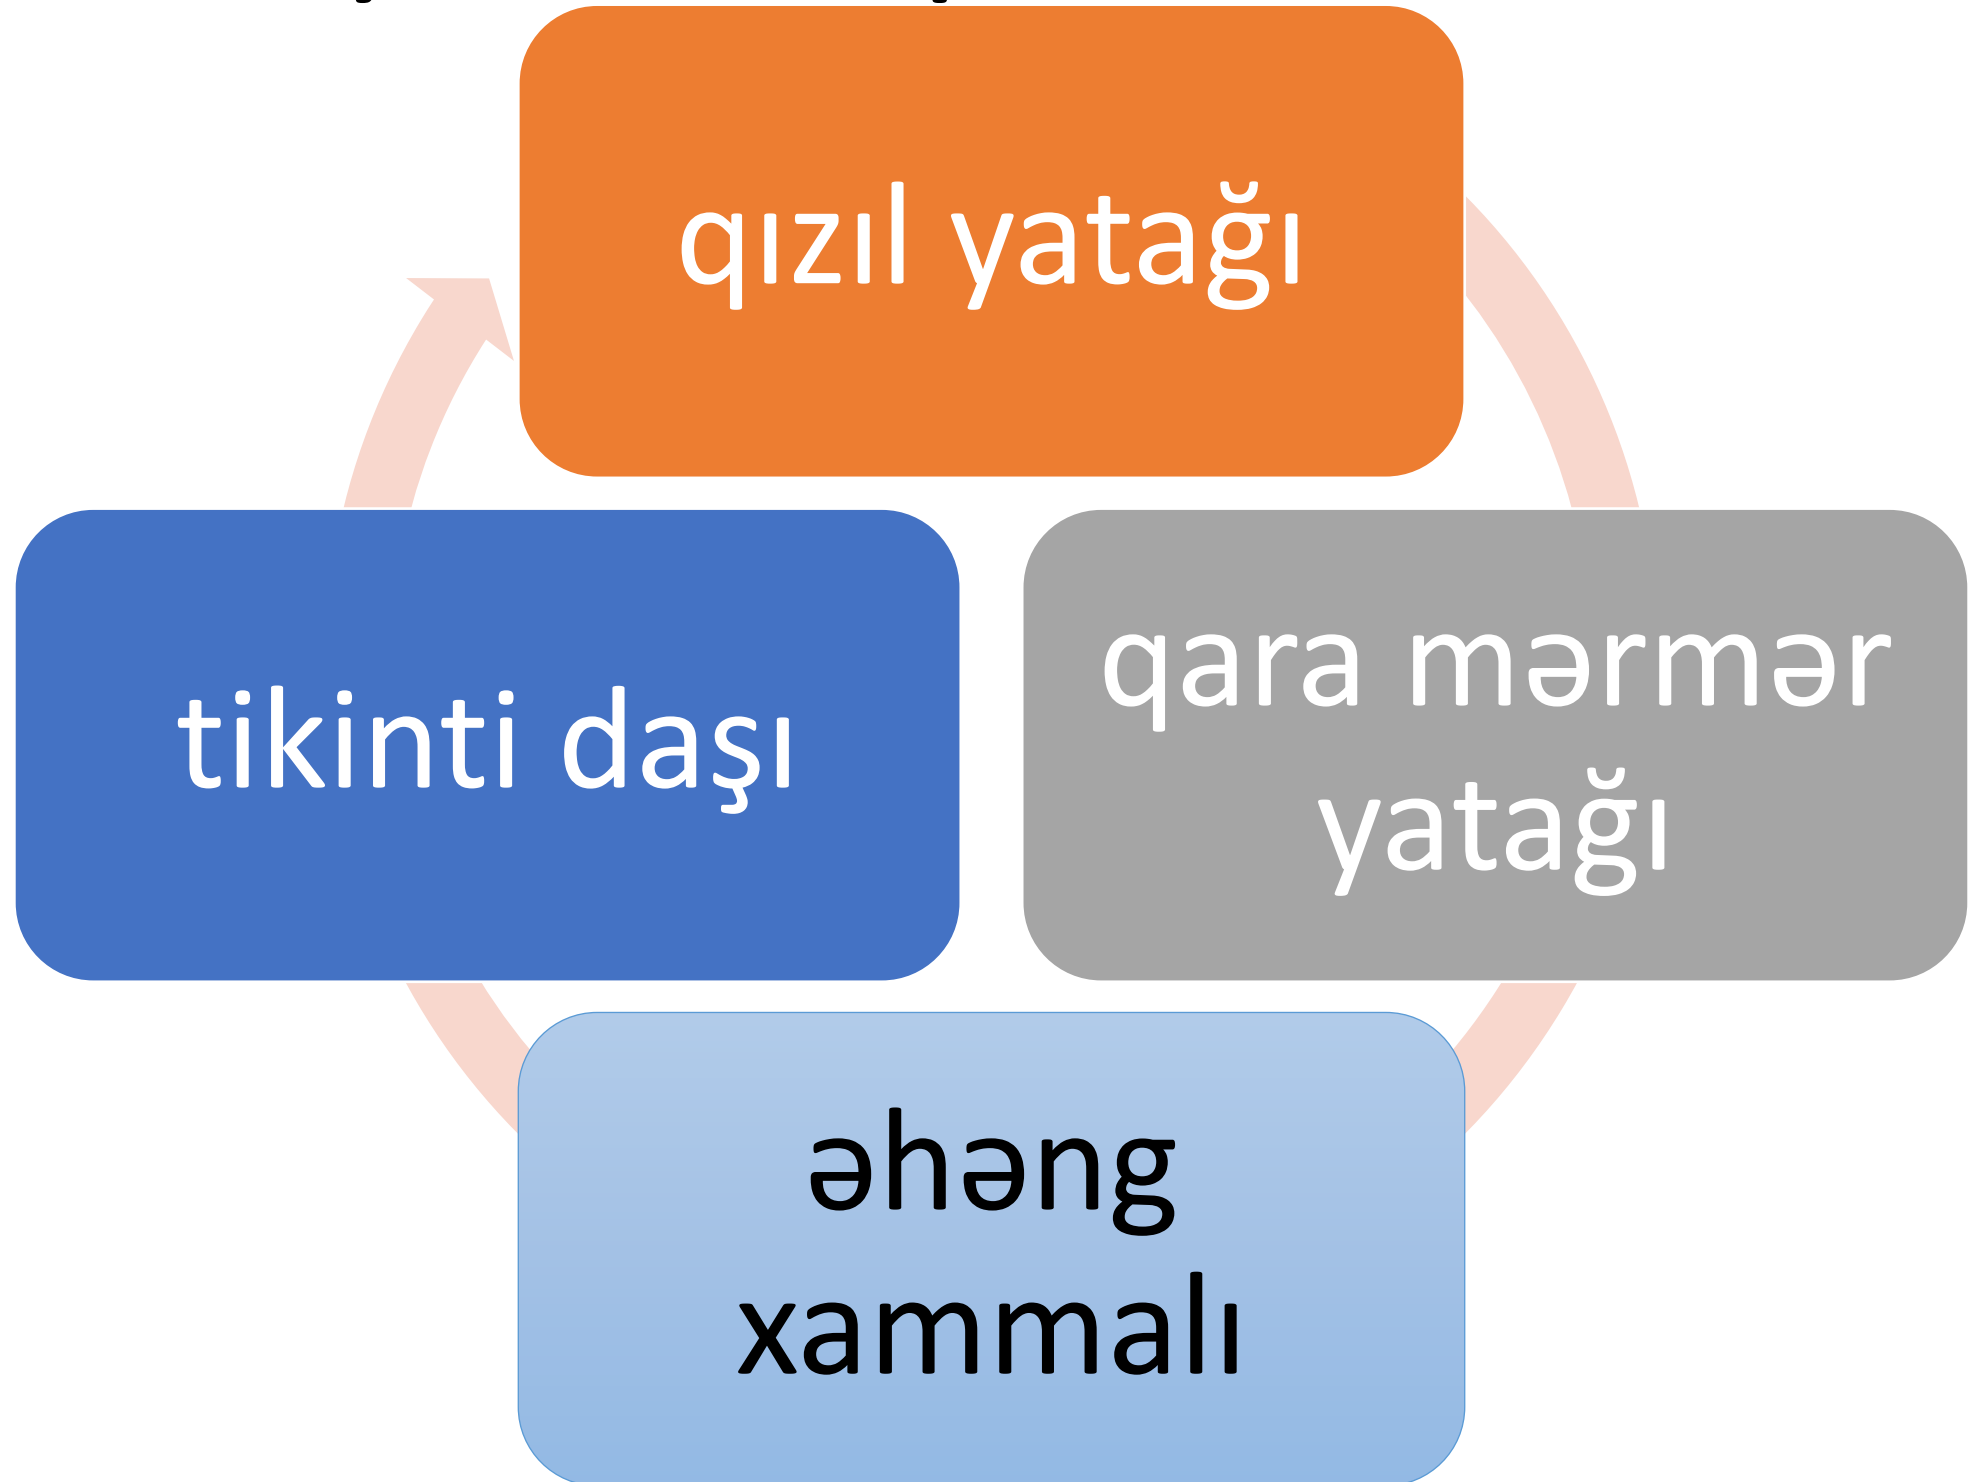 qızıl yatağı
tikinti daşı
qara mərmər
yatağı
əhəng
xammalı